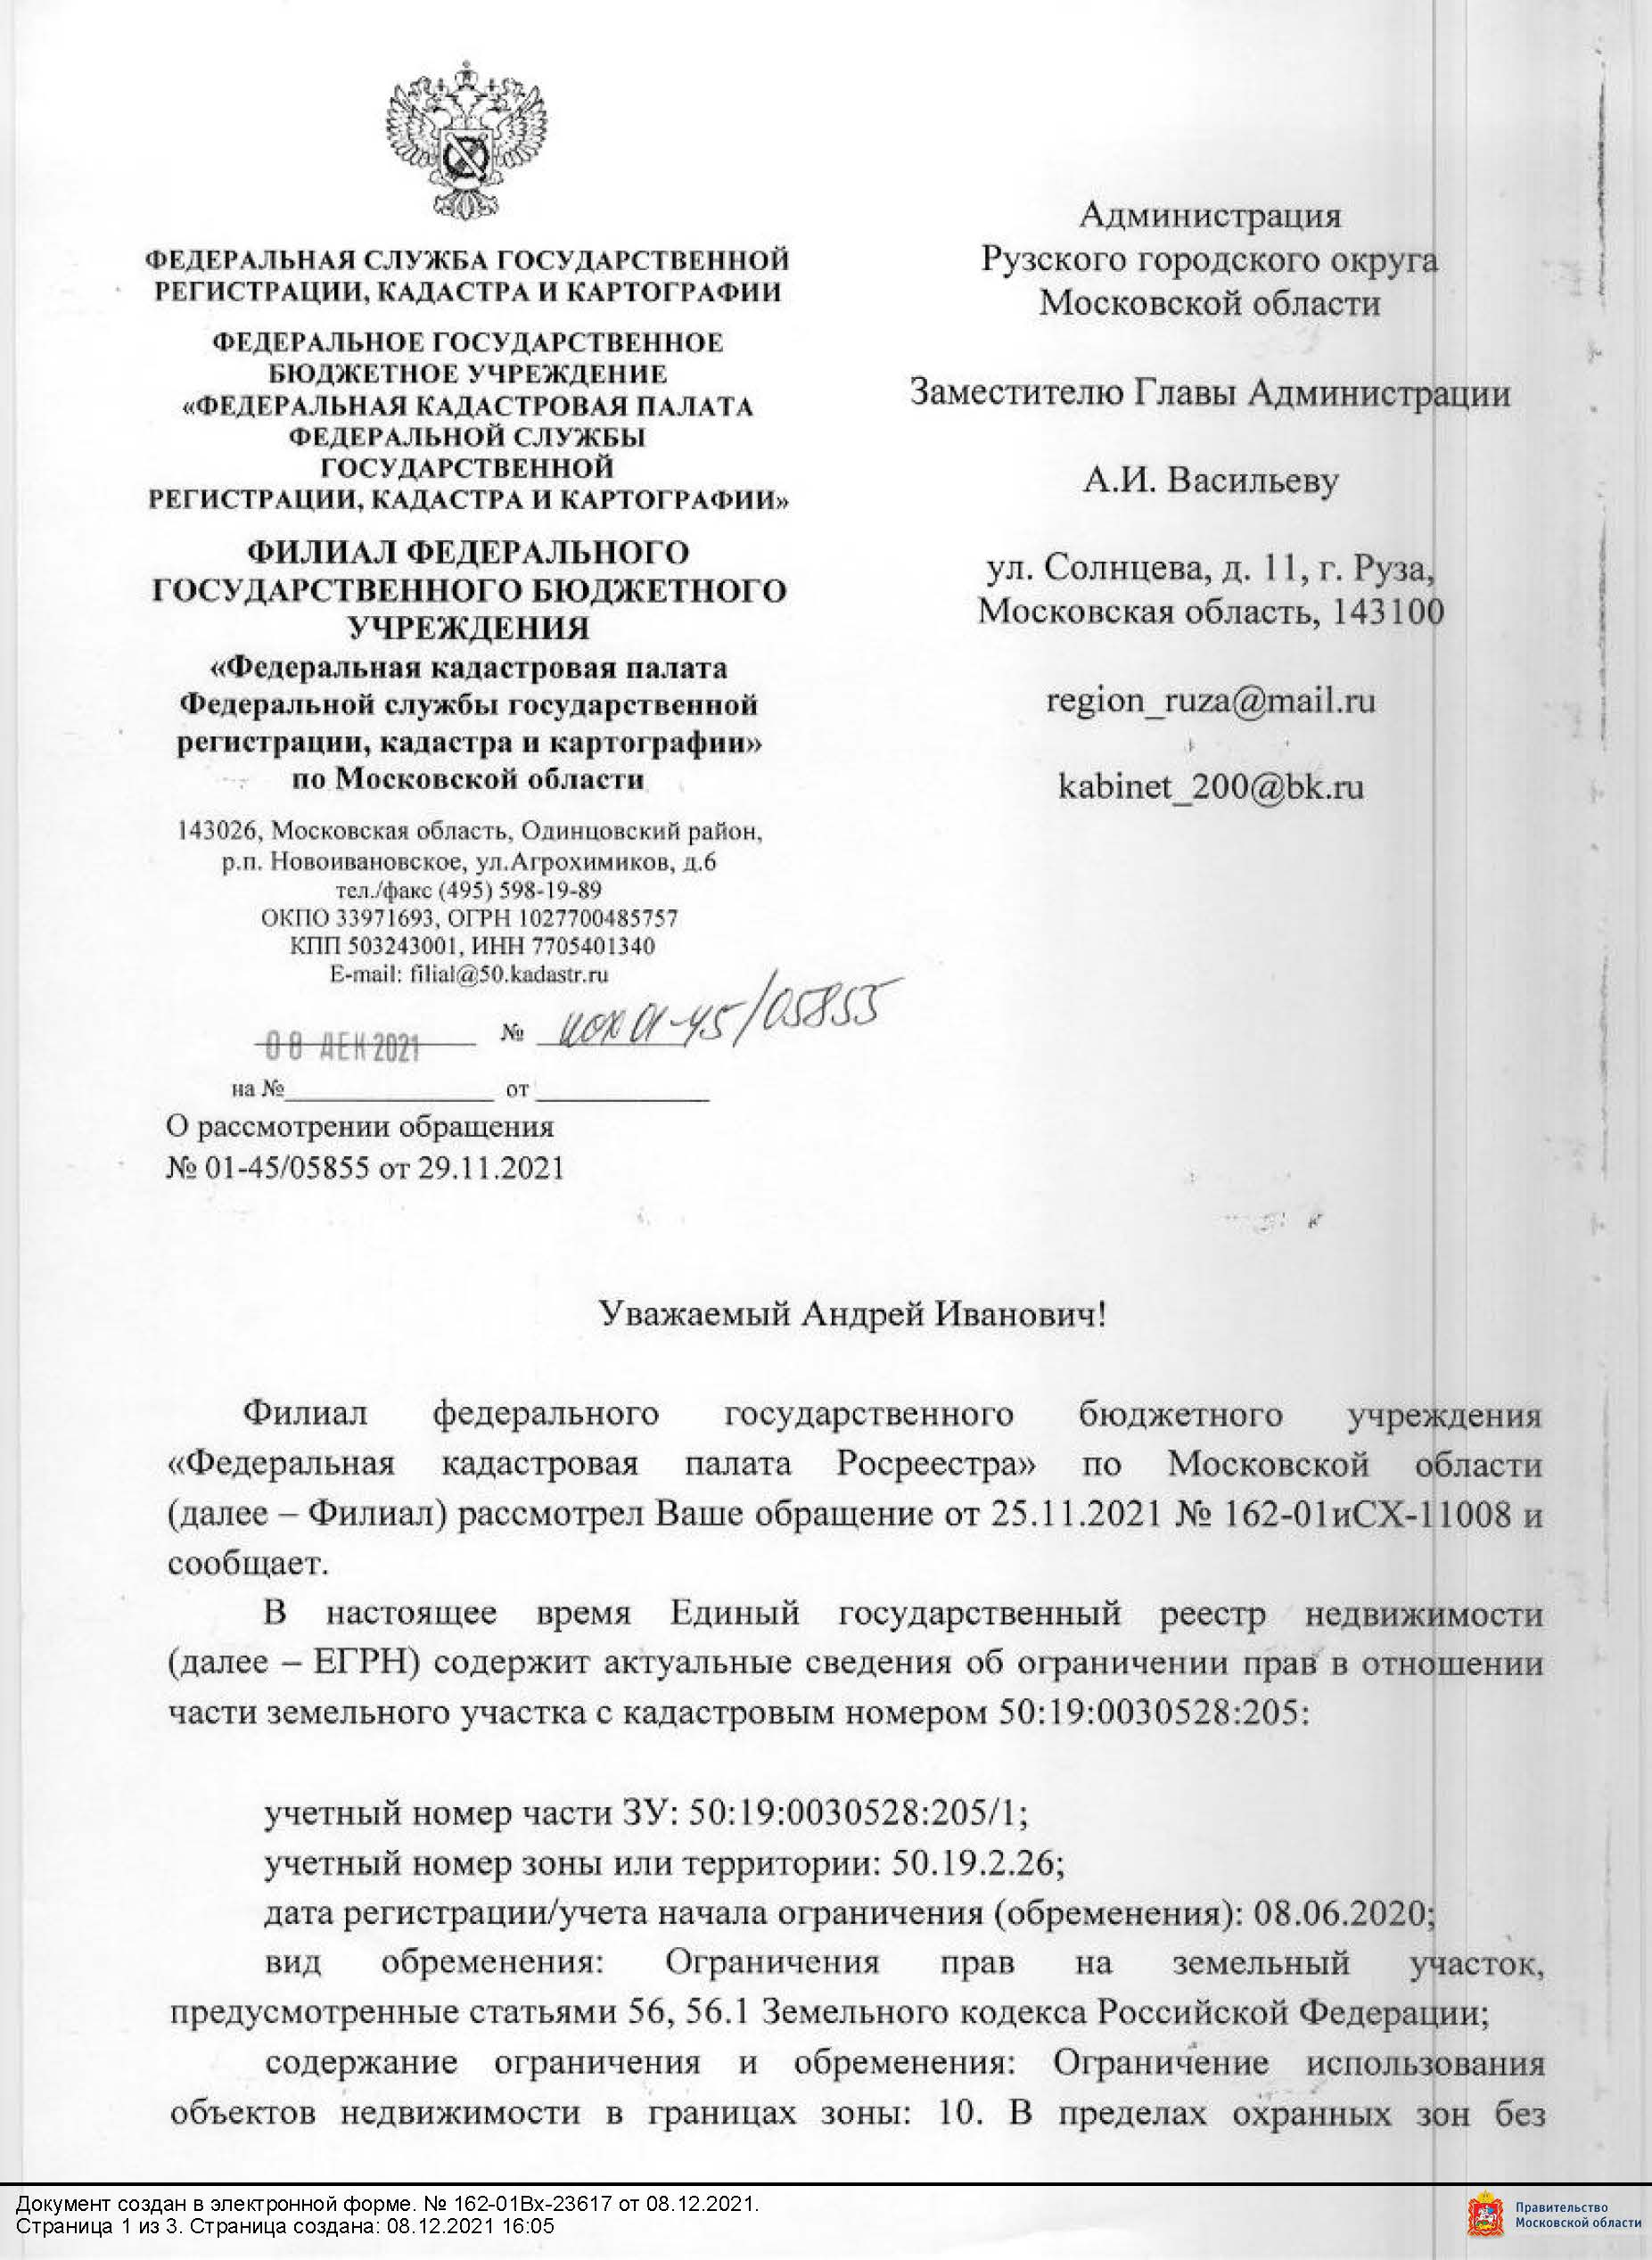 ФЕДЕРАЛЬНАЯ СЛУЖБА ГОСУДАРСТВЕННОЙ
РЕГИСТРАЦИИ, КАДАСТРА И КАРТОГРАФИИ
ФЕДЕРАЛЬНОЕ ГОСУДАРСТВЕННОЕ
БЮДЖЕТНОЕ УЧРЕЖДЕНИЕ
«ФЕДЕРАЛЬНАЯ КАДАСТРОВАЯ ПАЛАТА
ФЕДЕРАЛЬНОЙ СЛУЖБЫ
ГОСУДАРСТВЕННОЙ
РЕГИСТРАЦИИ, КАДАСТРА И КАРТОГРАФИИ»
ФИЛИАЛ ФЕДЕРАЛЬНОГО
ГОСУДАРСТВЕННОГО БЮДЖЕТНОГО
УЧРЕЖДЕНИЯ
«Федеральная кадастровая палата
Федеральной службы государственной
регистрации, кадастра и картографии»
по Московской области
143026, Московская область, Одинцовский район,
р.п. Новоивановское, ул.Агрохимиков, д.6
тел./факс (495) 598-19-89
ОКПО 33971693, ОГРН 1027700485757
КПП 503243001, ИНН 7705401340
E-mail: filial@50.kadastr.ru
08 ДЕК 2021 № исх 01-45/05855
на № от
О рассмотрении обращения
№ 01-45/05855 от 29.11.2021
Администрация
Рузского городского округа
Московской области
Заместителю Главы Администрации
А.И. Васильеву
ул. Солнцева, д. 11, г. Руза,
Московская область, 143100
region_ruza@mail.ru
kabinet_200@bk.ru
Уважаемый Андрей Иванович!
Филиал федерального государственного бюджетного учреждения
«Федеральная кадастровая палата Росреестра» по Московской области
(далее – Филиал) рассмотрел Ваше обращение от 25.11.2021 № 162-01иСХ-11008 и
сообщает.
В настоящее время Единый государственный реестр недвижимости
(далее – ЕГРН) содержит актуальные сведения об ограничении прав в отношении
части земельного участка с кадастровым номером 50:19:0030528:205:
учетный номер части ЗУ: 50:19:0030528:205/1;
учетный номер зоны или территории: 50.19.2.26;
дата регистрации/учета начала ограничения (обременения): 08.06.2020;
вид обременения: Ограничения прав на земельный участок,
предусмотренные статьями 56, 56.1 Земельного кодекса Российской Федерации;
содержание ограничения и обременения: Ограничение использования
объектов недвижимости в границах зоны: 10. В пределах охранных зон без
Документ создан в электронной форме. № 162-01Вх-23617 от 08.12.2021.
Страница 1 из 3. Страница создана: 08.12.2021 16:05
Правительство
Московской области